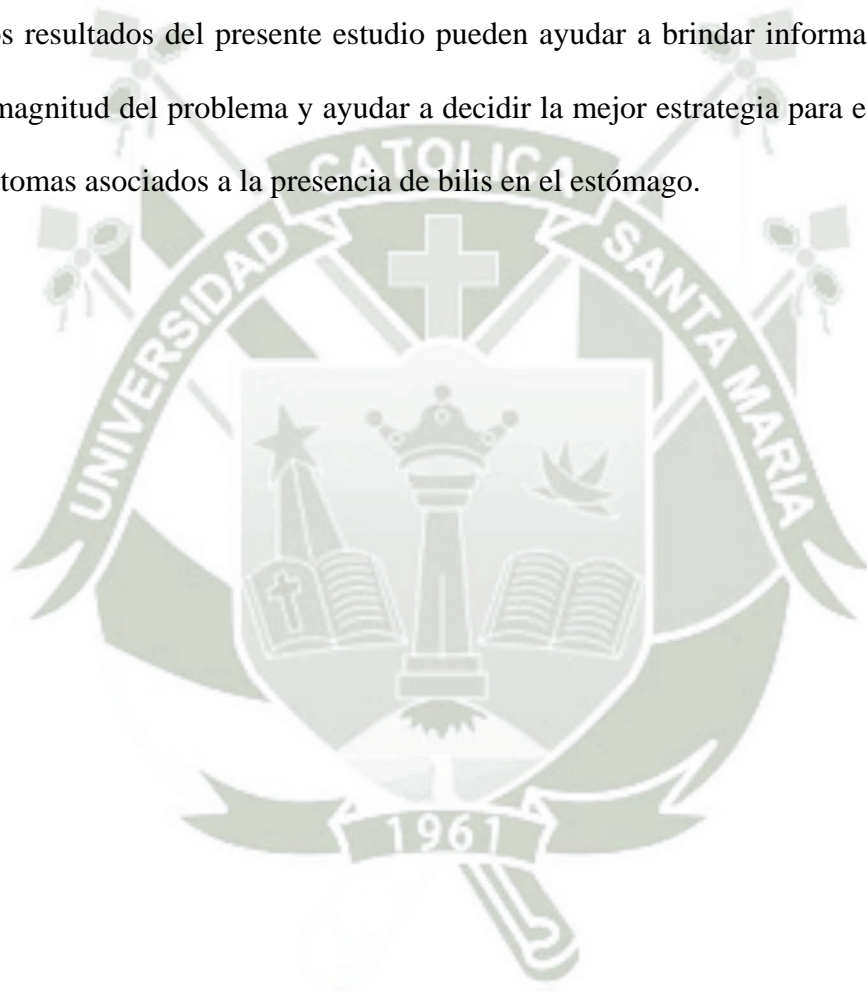 os resultados del presente estudio pueden ayudar a brindar informa
magnitud del problema y ayudar a decidir la mejor estrategia para e
tomas asociados a la presencia de bilis en el estómago.
UNIVERSIDAD CATOLICA SANTA MARIA
1961